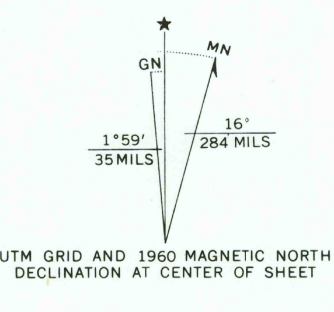 GN
MN
1°59'
35 MILS
16°
284 MILS
UTM GRID AND 1960 MAGNETIC NORTH
DECLINATION AT CENTER OF SHEET